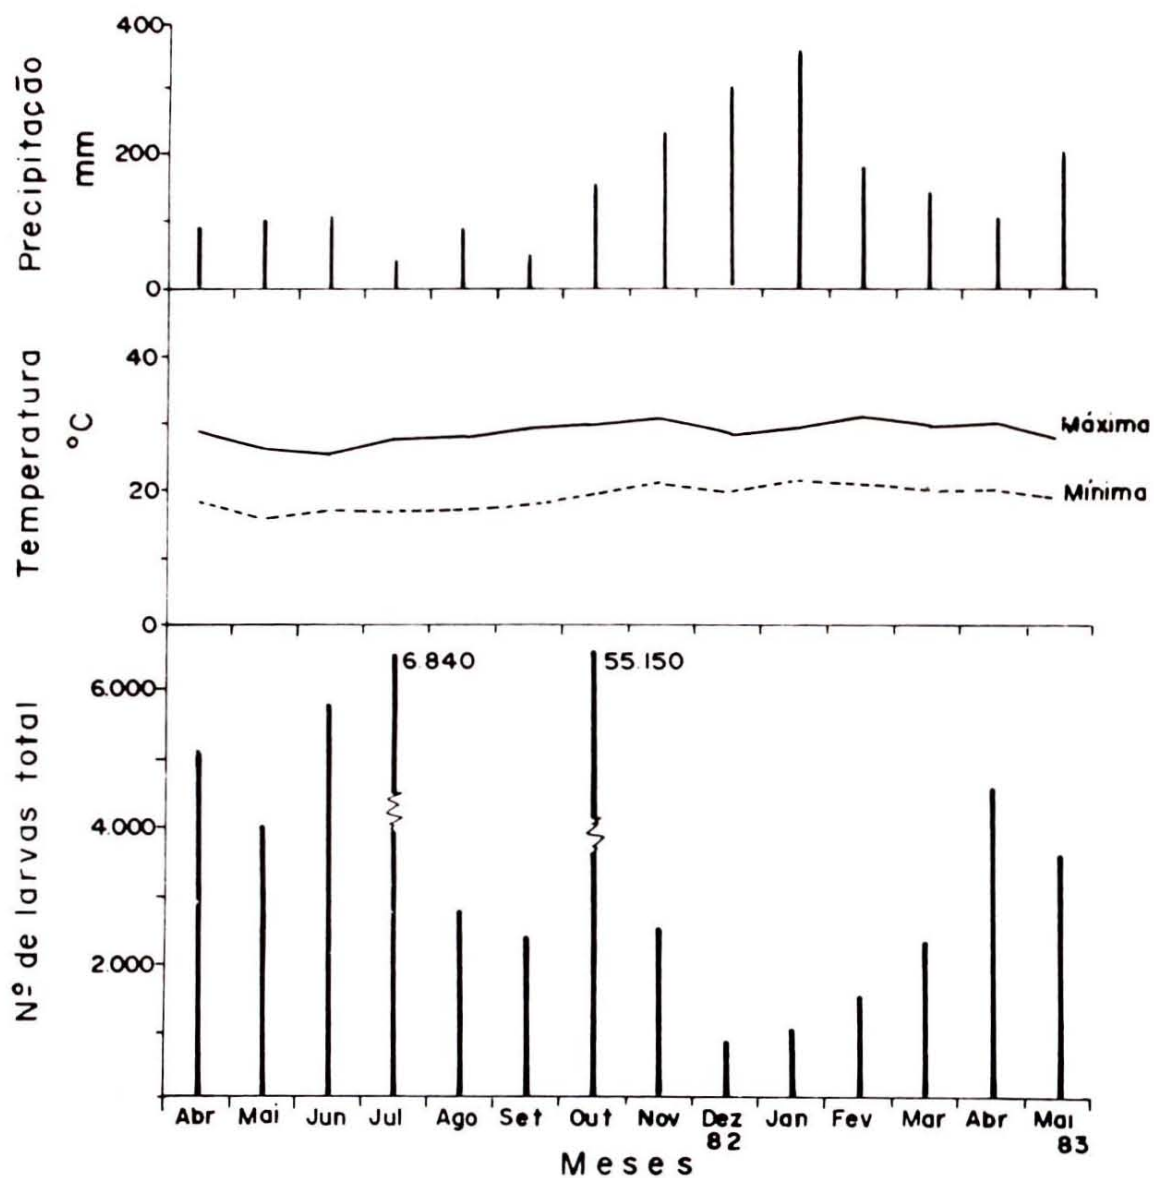 Precipitação
mm
400
200
0
Temperatura
°C
40
20
0
Máxima
Mínima
Nº de larvas total
6.840
55.150
6.000
4.000
2.000
Abr Mai Jun Jul Ago Set Out Nov Dez Jan Fev Mar Abr Mai
82 83
Meses